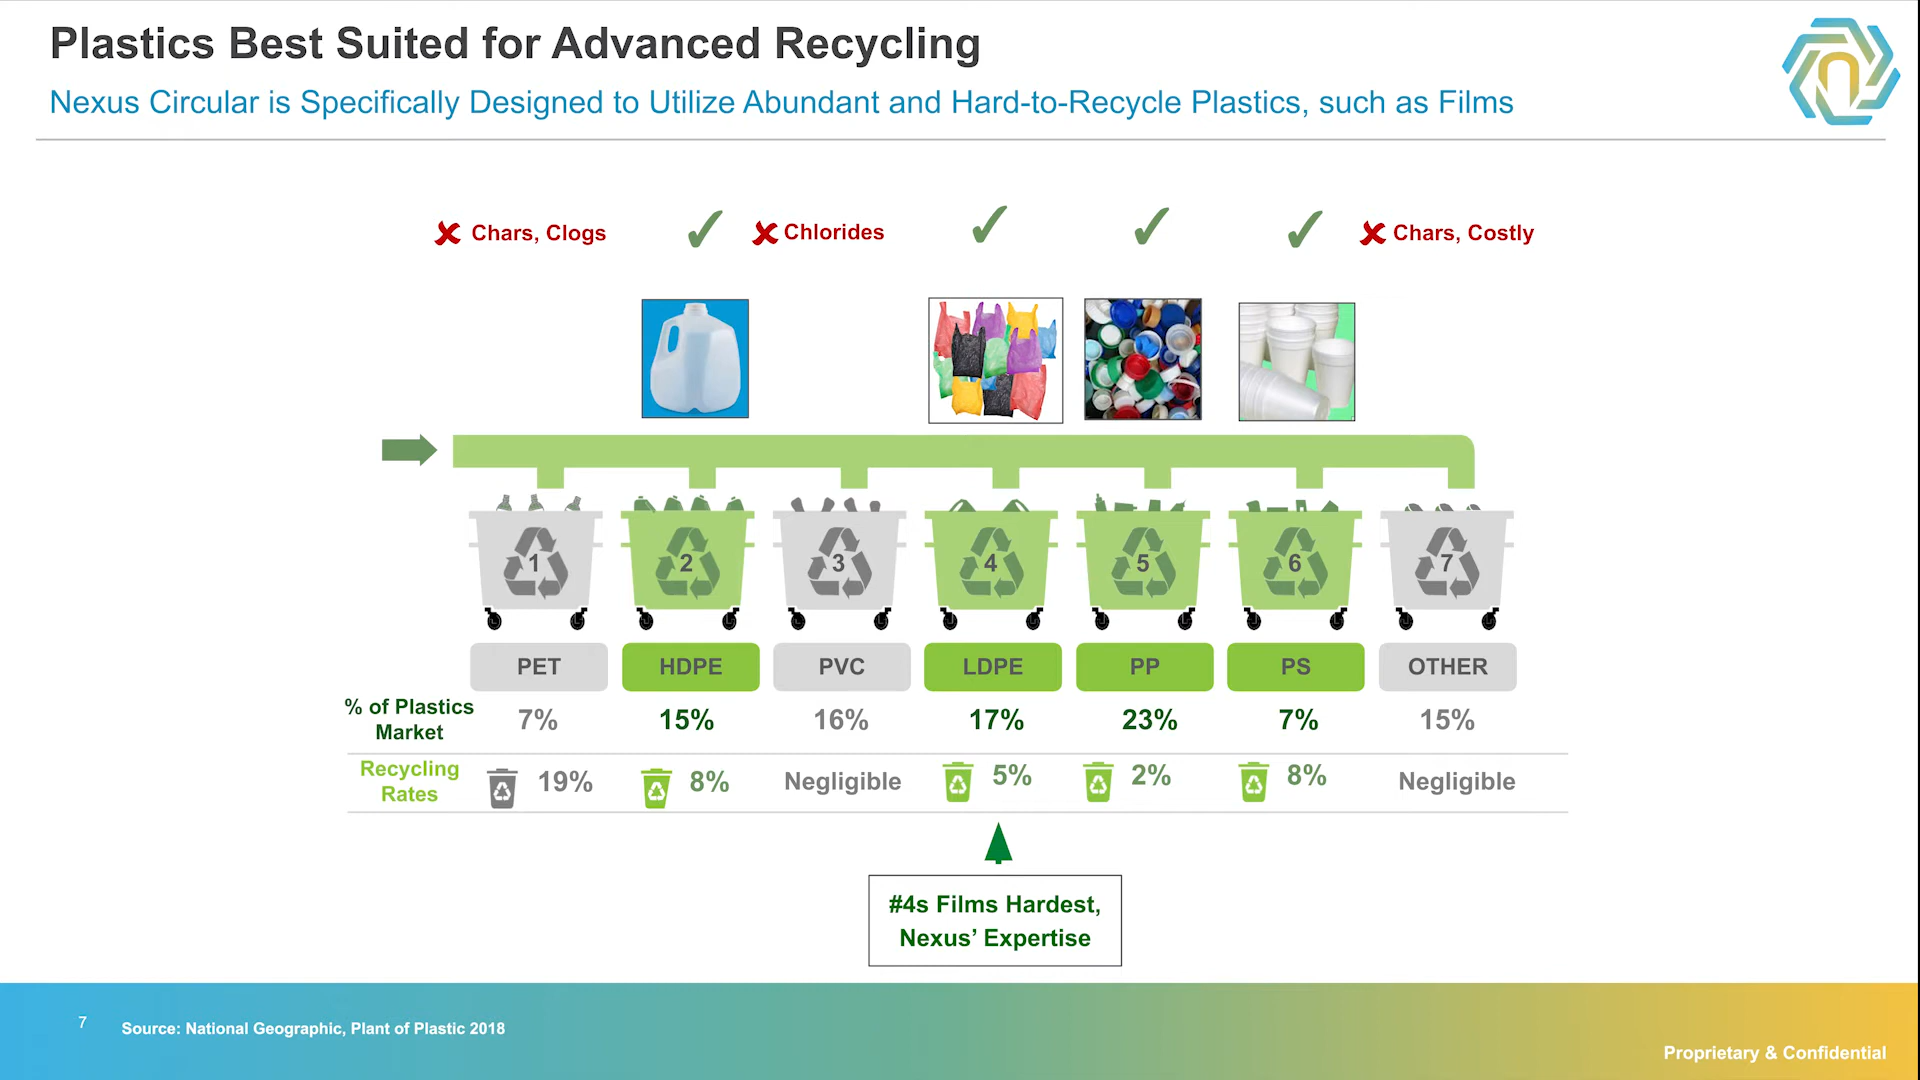 Plastics Best Suited for Advanced Recycling
Nexus Circular is Specifically Designed to Utilize Abundant and Hard-to-Recycle Plastics, such as Films
✘ Chars, Clogs ✓ ✘ Chlorides ✓ ✓ ✓ ✘ Chars, Costly
1 2 3 4 5 6 7
PET HDPE PVC LDPE PP PS OTHER
% of Plastics
Market
7% 15% 16% 17% 23% 7% 15%
Recycling
Rates
19% 8% Negligible 5% 2% 8% Negligible
#4s Films Hardest,
Nexus’ Expertise
7
Source: National Geographic, Plant of Plastic 2018
Proprietary & Confidential